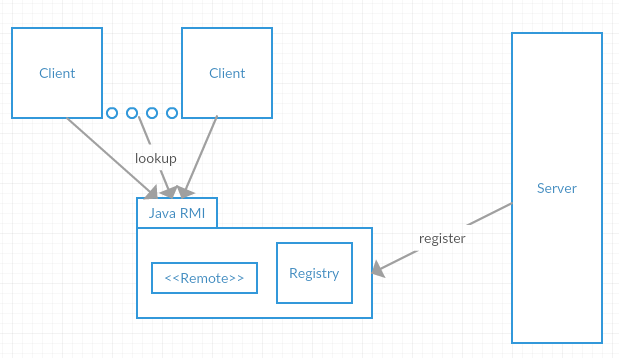 Client
Client
lookup
Java RMI
Server
register
<<Remote>>
Registry